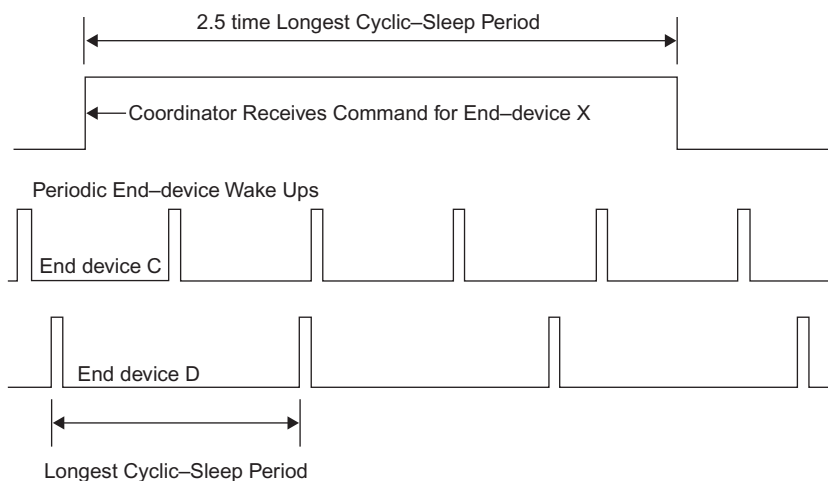 2.5 time Longest Cyclic–Sleep Period
Coordinator Receives Command for End–device X
Periodic End–device Wake Ups
End device C
End device D
Longest Cyclic–Sleep Period